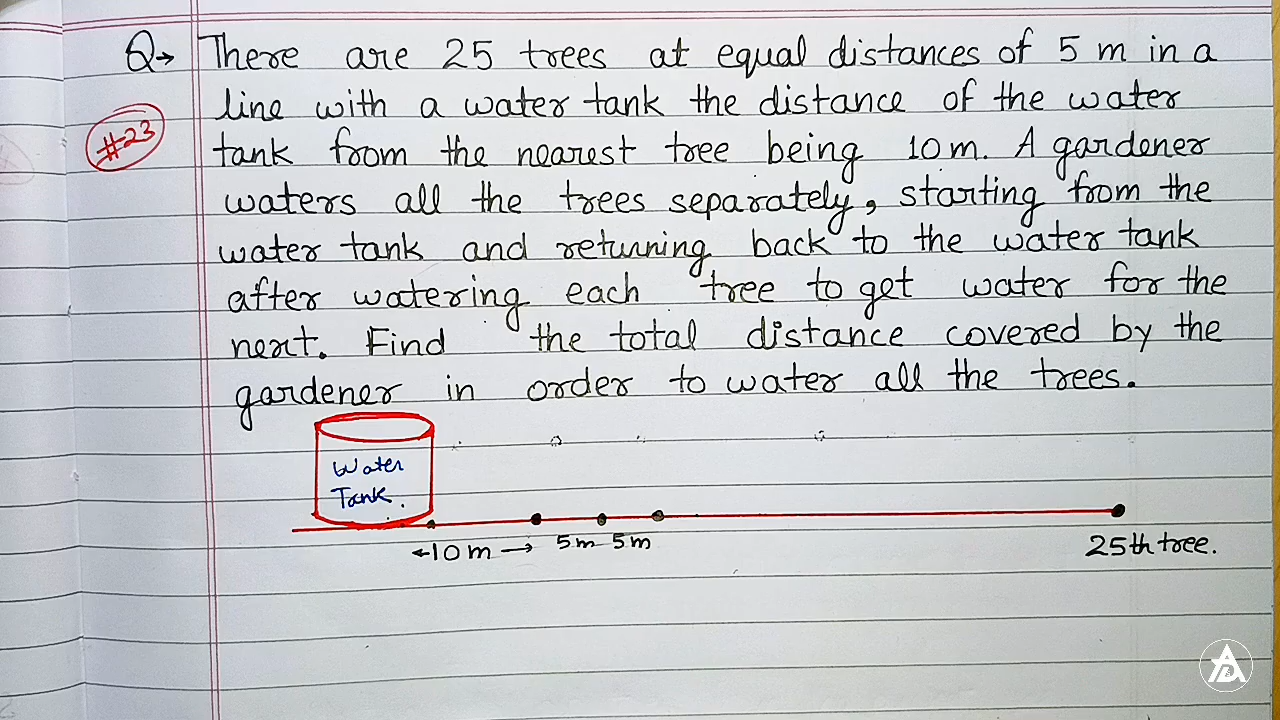 Q→ There are 25 trees at equal distances of 5 m in a
#23
line with a water tank the distance of the water
tank from the nearest tree being 10 m. A gardener
waters all the trees separately, starting from the
water tank and returning back to the water tank
after watering each tree to get water for the
next. Find the total distance covered by the
gardener in order to water all the trees.
Water
Tank.
←10 m→ 5m 5m 25th tree.